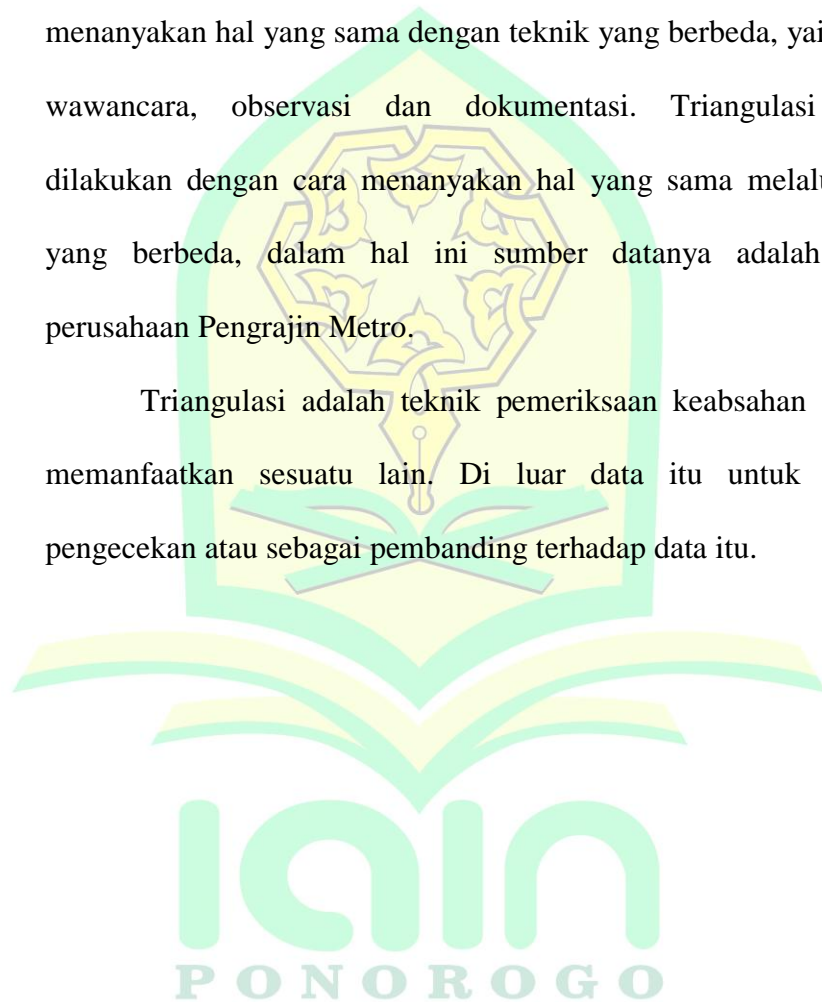 menanyakan hal yang sama dengan teknik yang berbeda,
wawancara, observasi dan dokumentasi. Triangulasi
dilakukan dengan cara menanyakan hal yang sama
yang berbeda, dalam hal ini sumber datanya adalah
perusahaan Pengrajin Metro.
Triangulasi adalah teknik pemeriksaan keabsahan
memanfaatkan sesuatu lain. Di luar data itu untuk
pengecekan atau sebagai pembanding terhadap data itu.
iain
PONOROGO